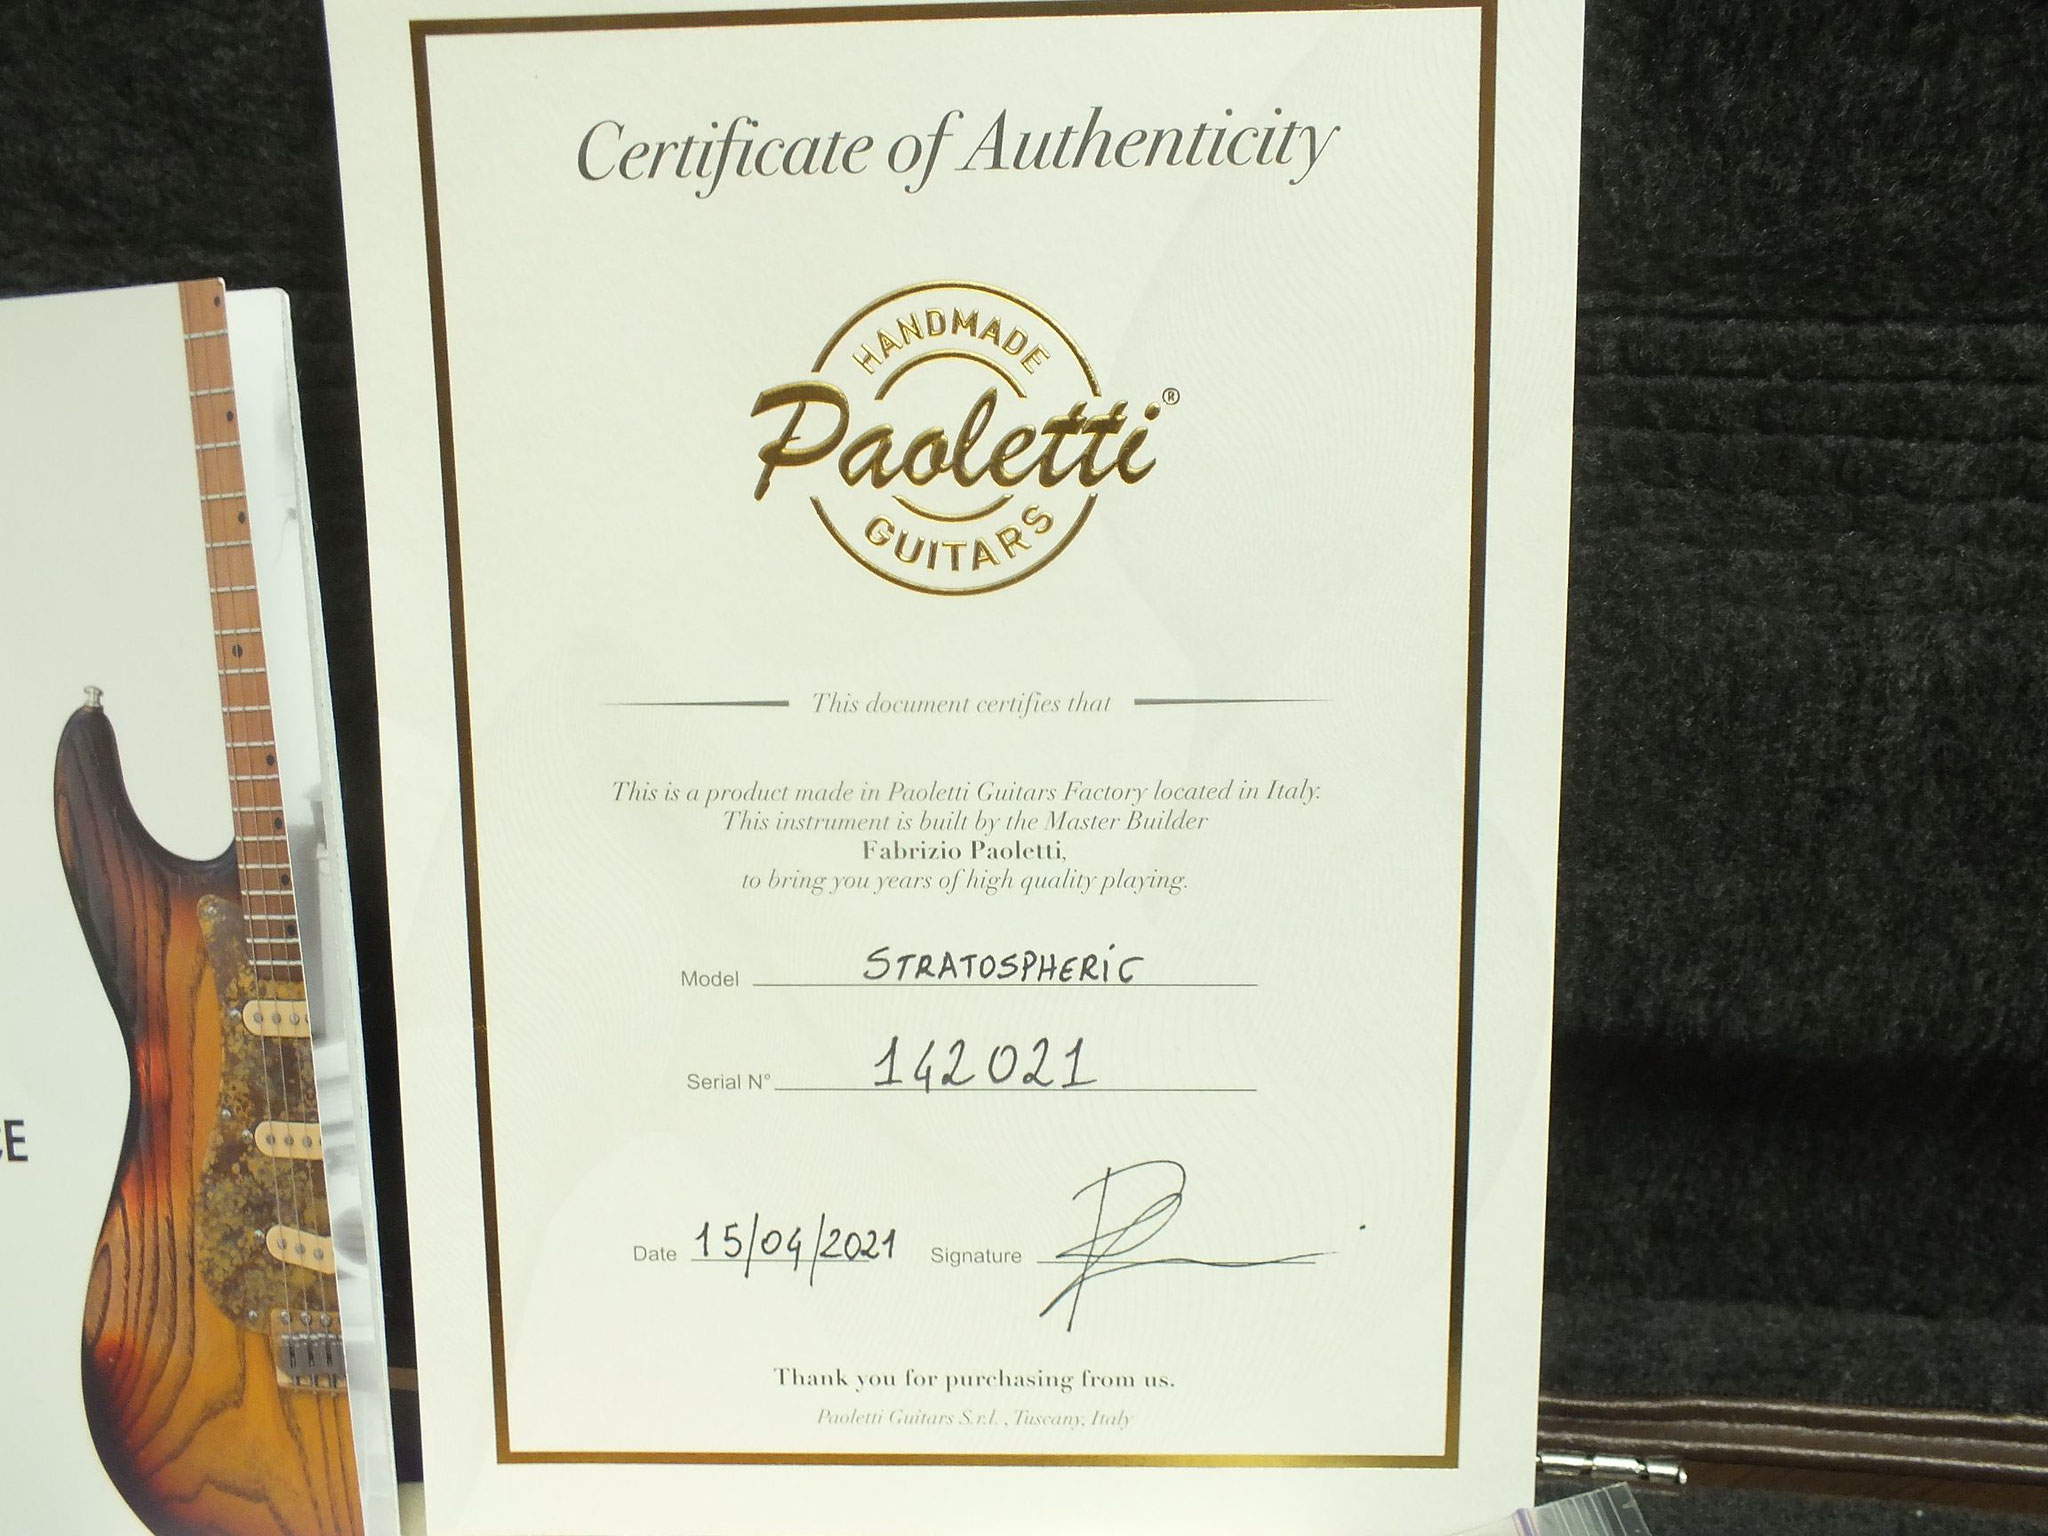 Certificate of Authenticity
HANDMADE
Paoletti®
GUITARS
This document certifies that
This is a product made in Paoletti Guitars Factory located in Italy.
This instrument is built by the Master Builder
Fabrizio Paoletti,
to bring you years of high quality playing.
Model STRATOSPHERIC
Serial N° 142021
CE
Date 15/04/2021 Signature
Thank you for purchasing from us.
Paoletti Guitars S.r.l. , Tuscany, Italy